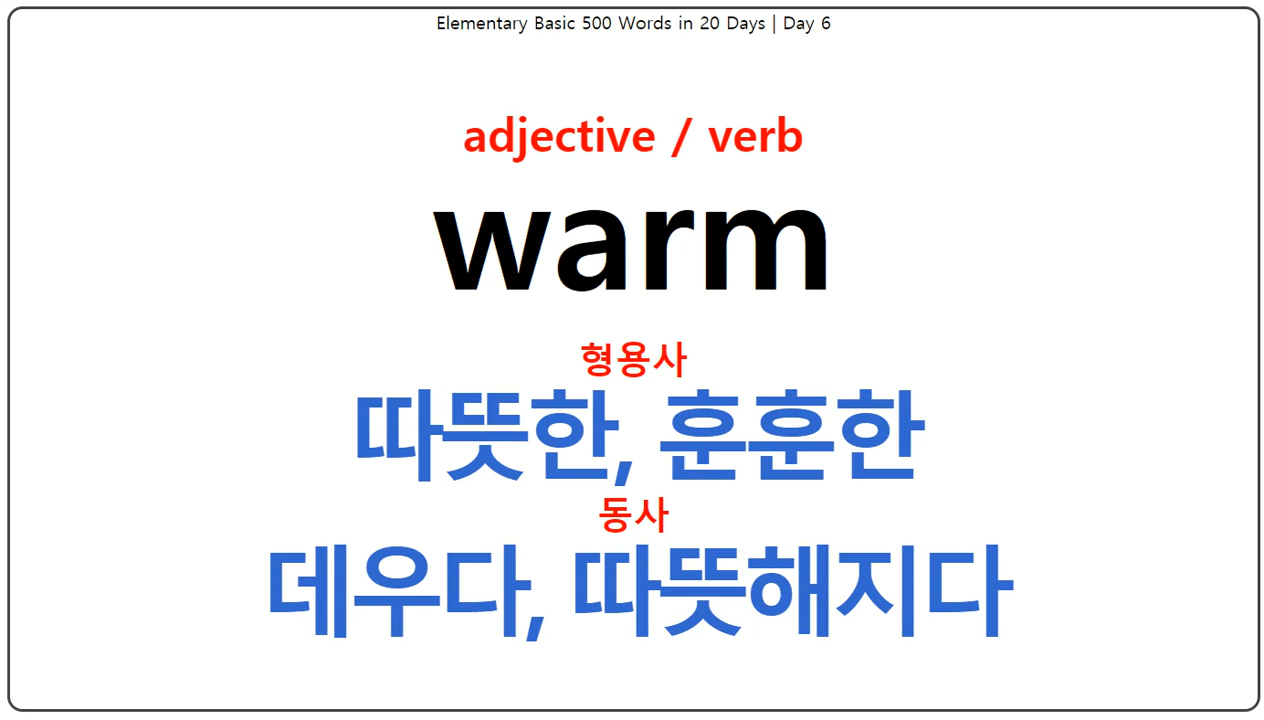 Elementary Basic 500 Words in 20 Days | Day 6
adjective / verb
warm
형용사
따뜻한, 훈훈한
동사
데우다, 따뜻해지다